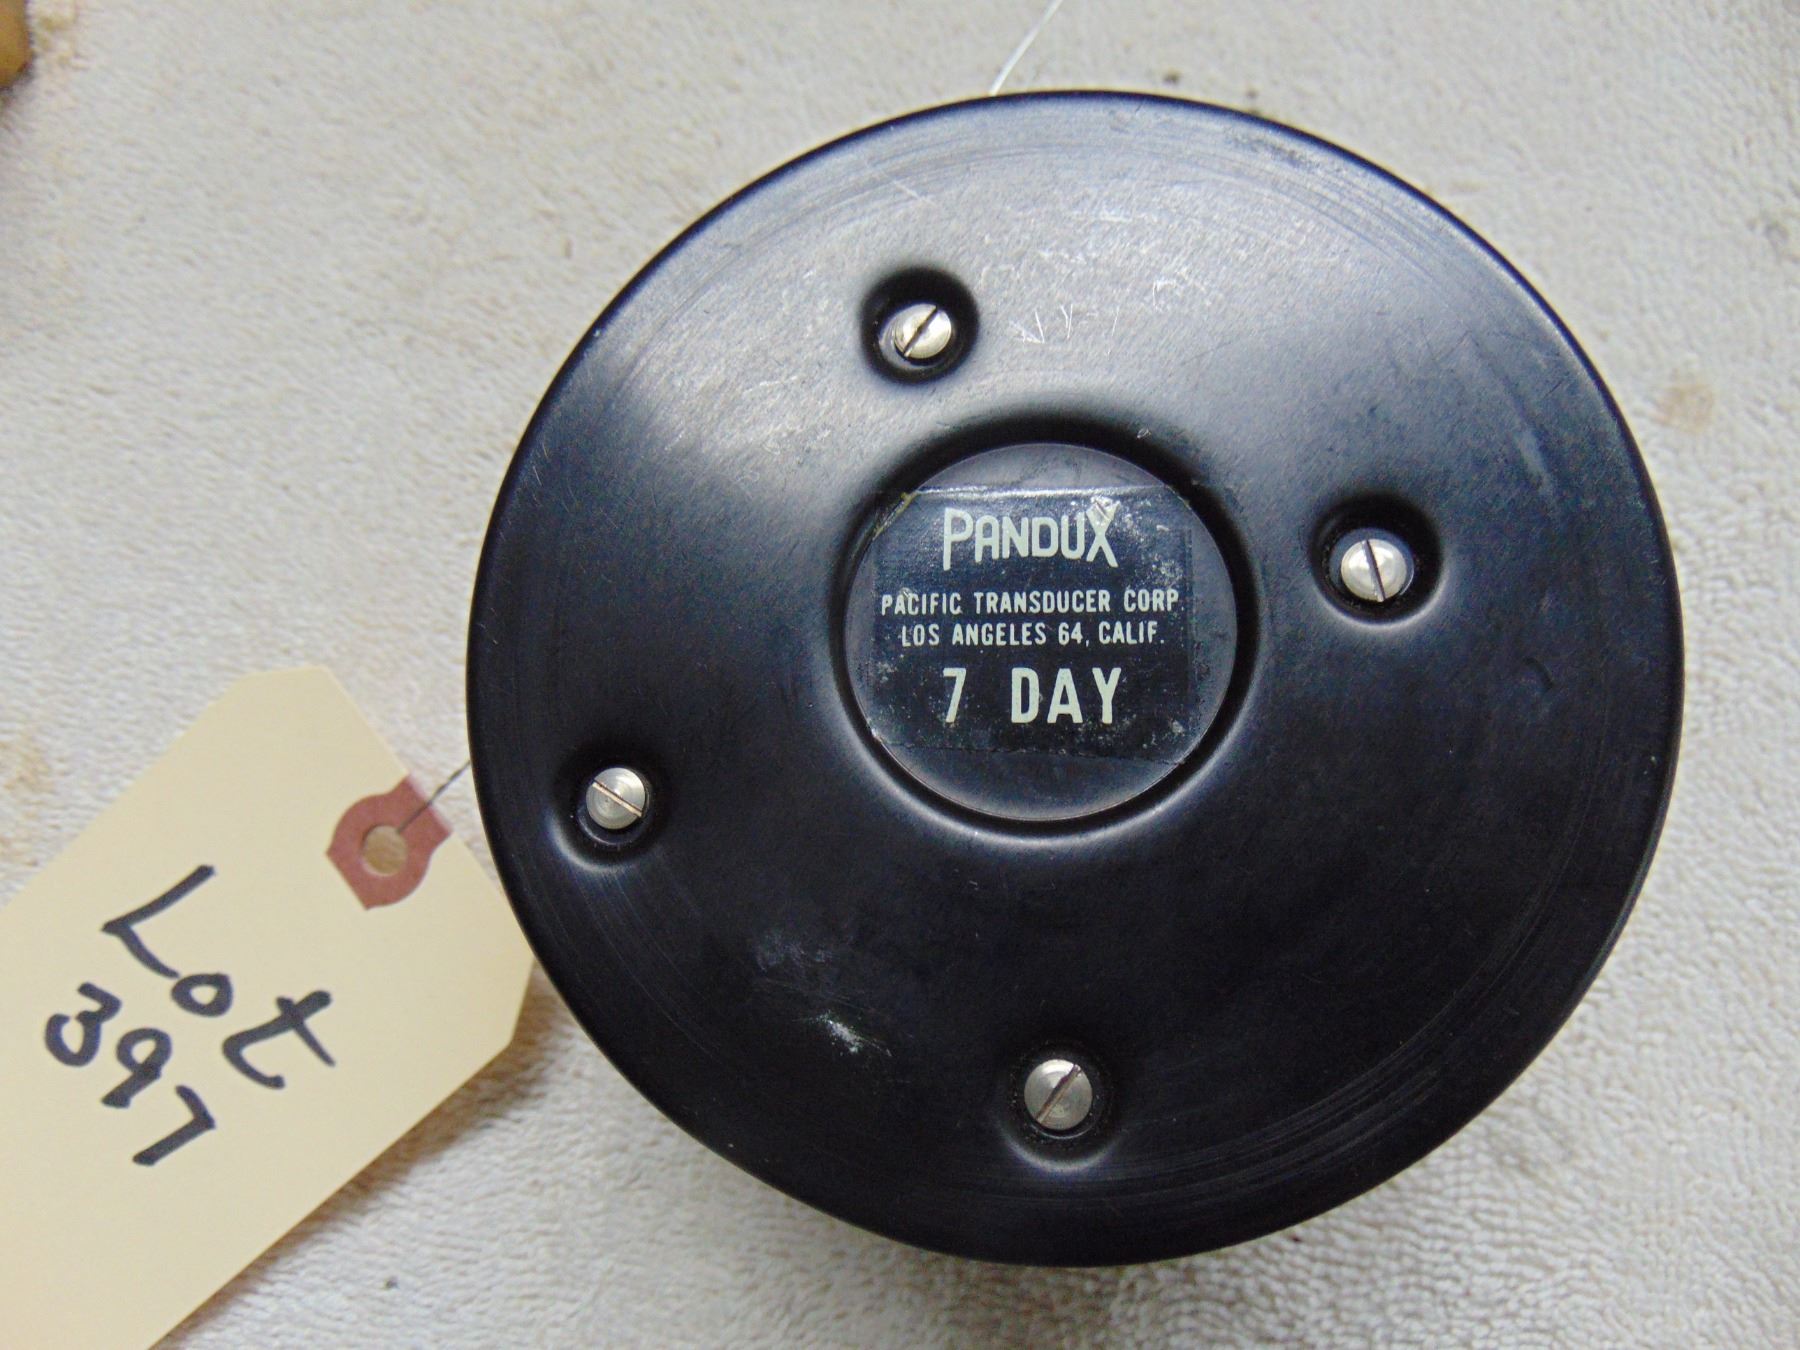 PANDUX
PACIFIC TRANSDUCER CORP.
LOS ANGELES 64, CALIF.
7 DAY
Lot
397